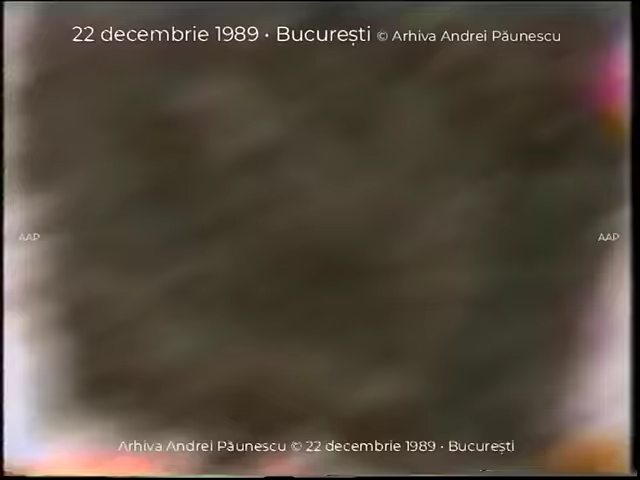 22 decembrie 1989 • București © Arhiva Andrei Păunescu
AAP AAP
Arhiva Andrei Păunescu © 22 decembrie 1989 • București